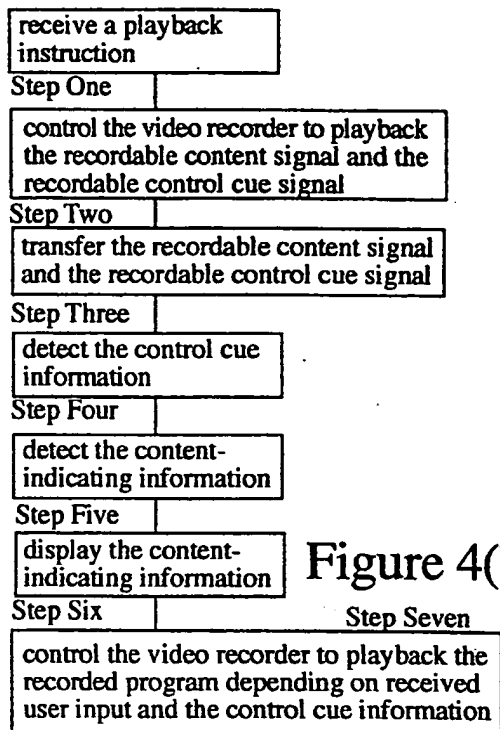 receive a playback
instruction
Step One
control the video recorder to playback
the recordable content signal and the
recordable control cue signal
Step Two
transfer the recordable content signal
and the recordable control cue signal
Step Three
detect the control cue
information
Step Four
detect the content-
indicating information
Step Five
display the content-
indicating information
Figure 4(
Step Six
Step Seven
control the video recorder to playback the
recorded program depending on received
user input and the control cue information